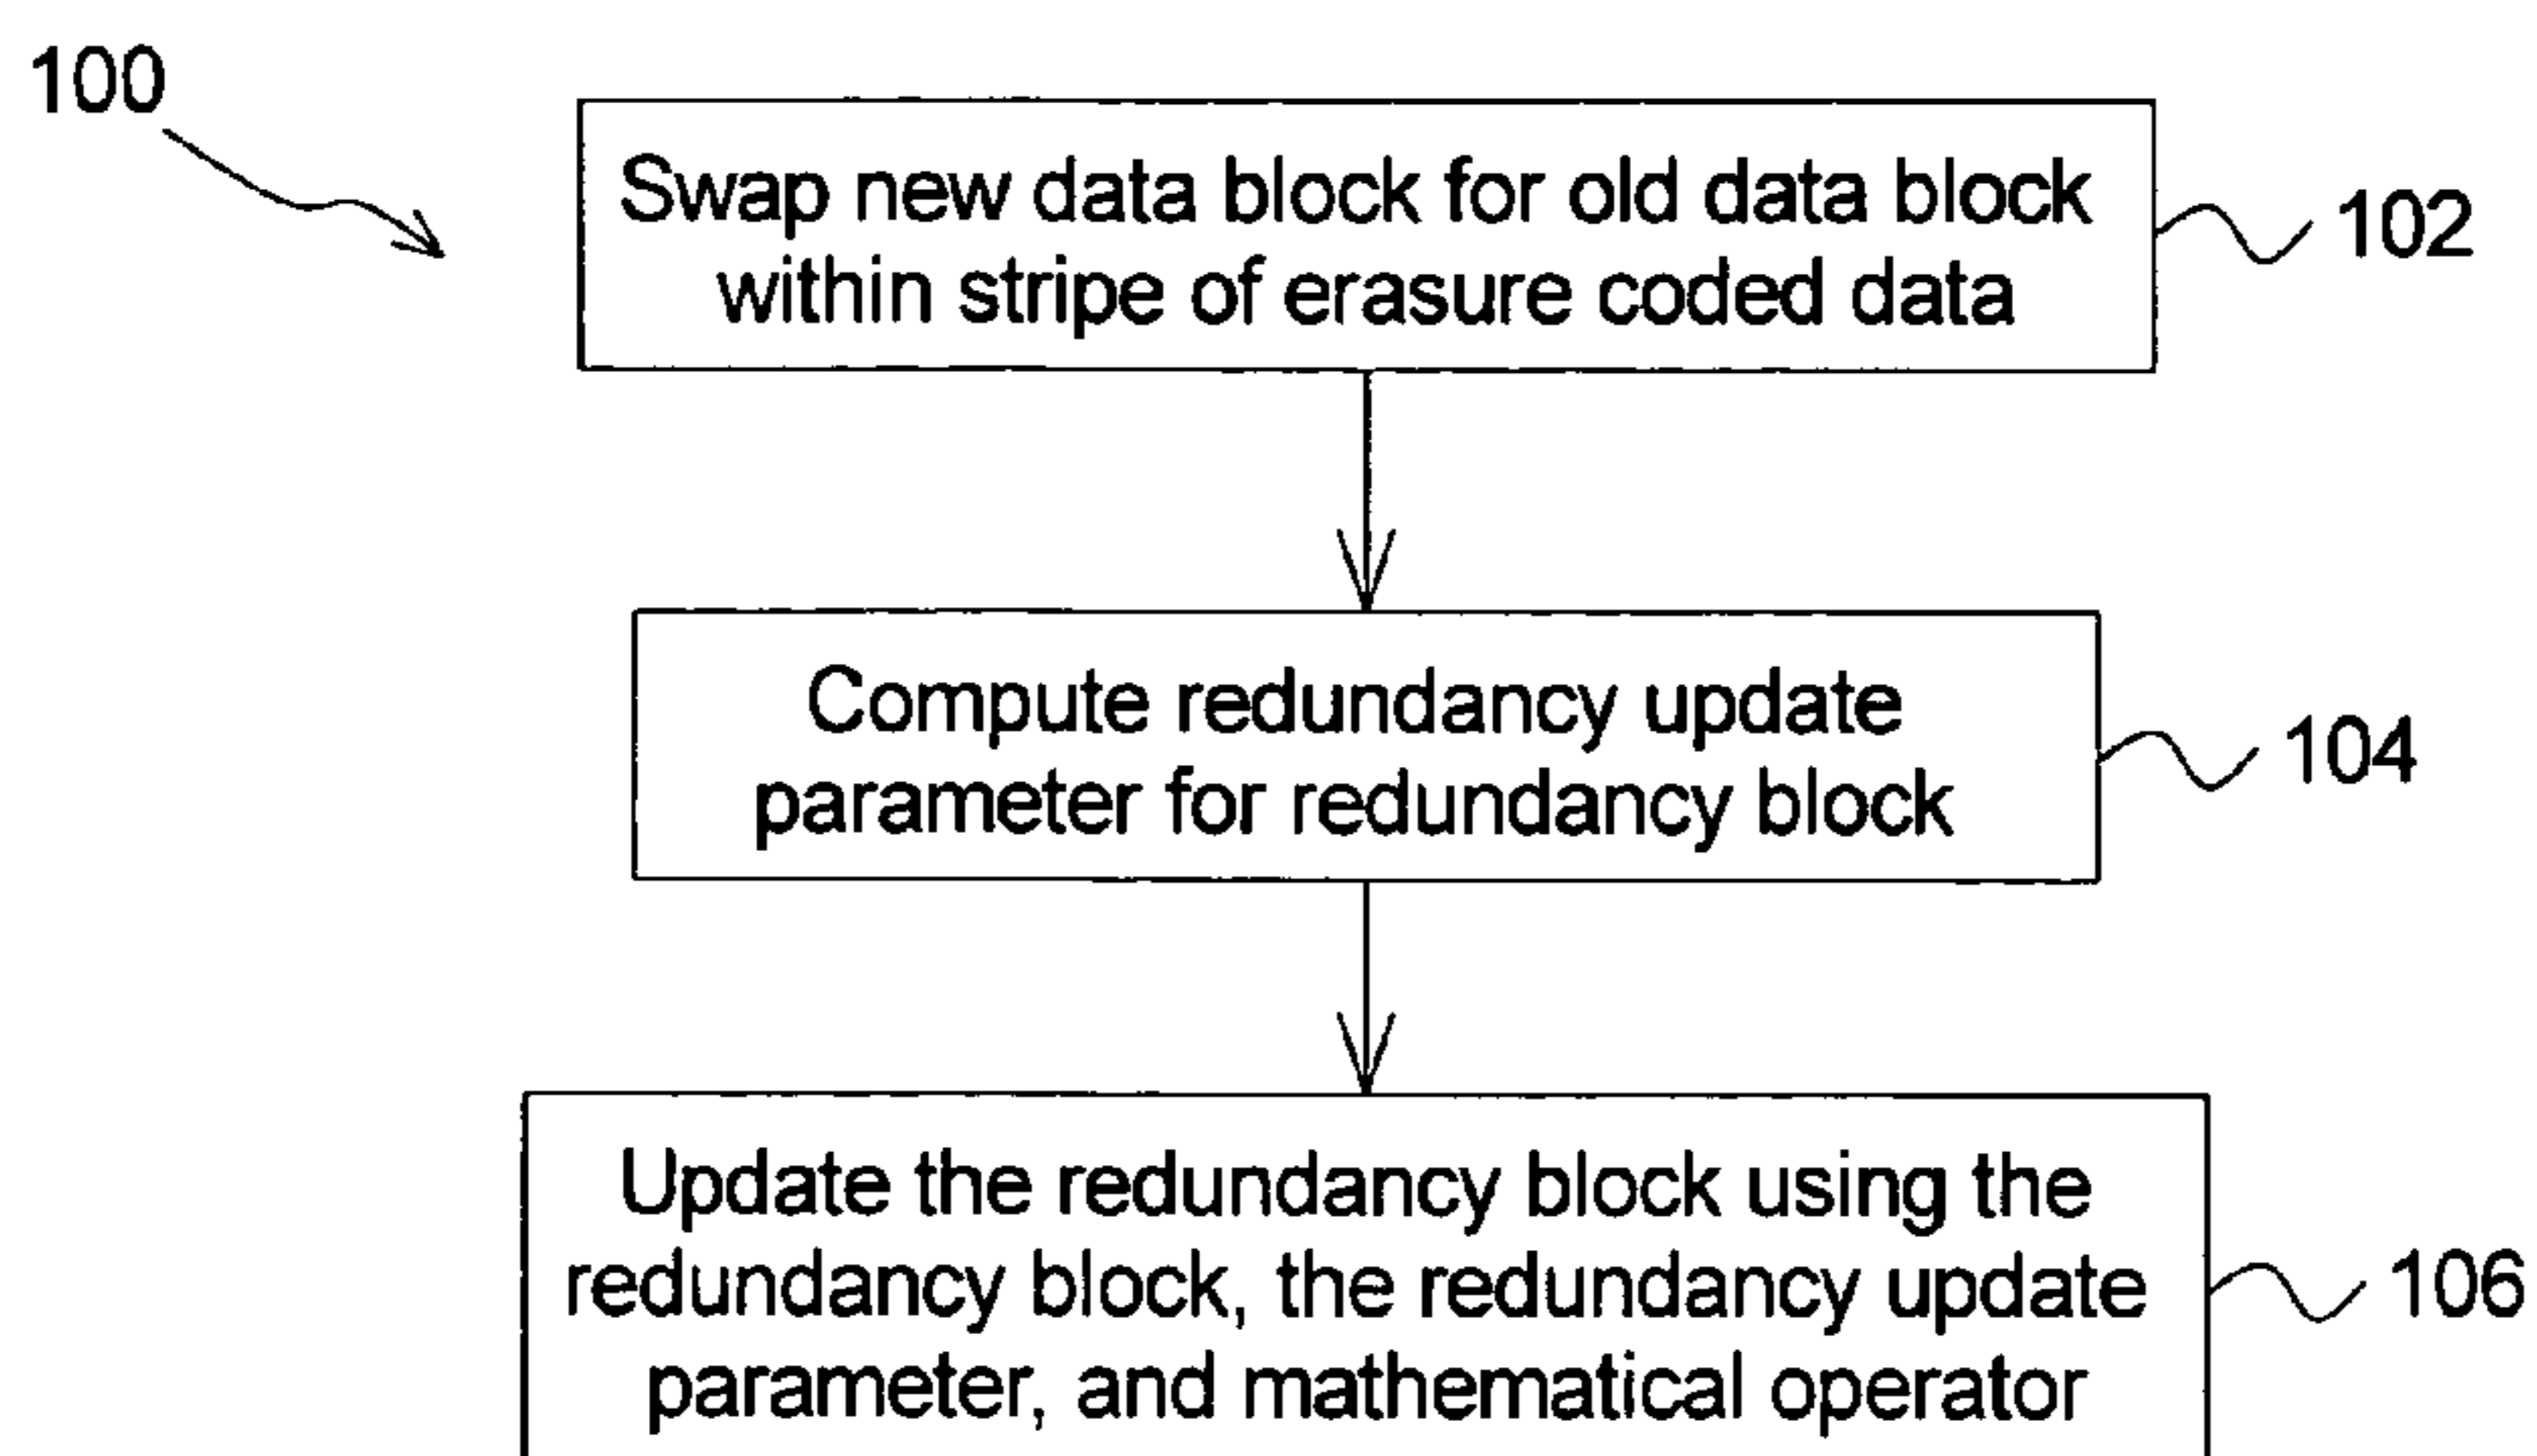 100
Swap new data block for old data block
within stripe of erasure coded data
102
Compute redundancy update
parameter for redundancy block
104
Update the redundancy block using the
redundancy block, the redundancy update
parameter, and mathematical operator
106